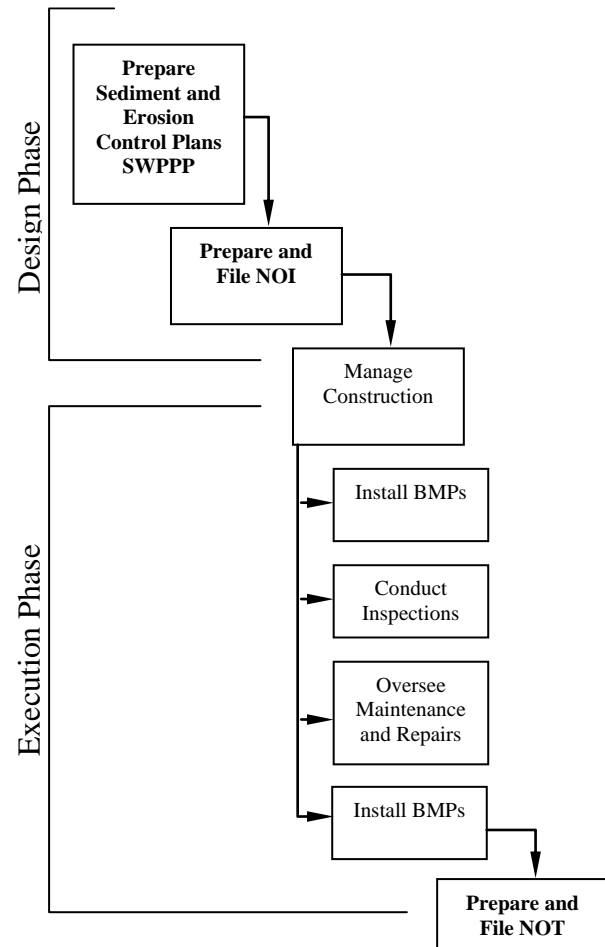 Design Phase
Prepare
Sediment and
Erosion
Control Plans
SWPPP
Prepare and
File NOI
Manage
Construction
Execution Phase
Install BMPs
Conduct
Inspections
Oversee
Maintenance
and Repairs
Install BMPs
Prepare and
File NOT